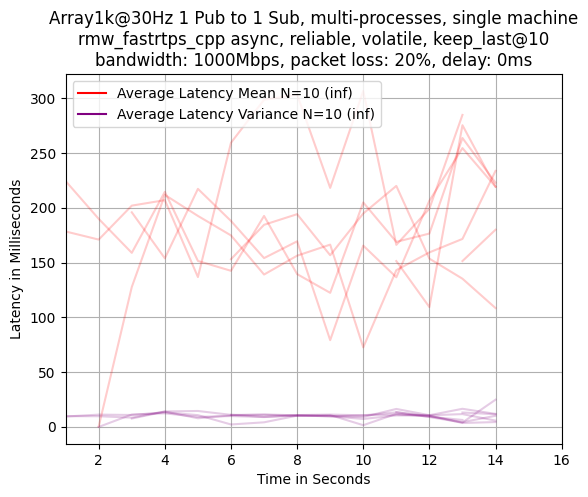 Array1k@30Hz 1 Pub to 1 Sub, multi-processes, single machine
rmw_fastrtps_cpp async, reliable, volatile, keep_last@10
bandwidth: 1000Mbps, packet loss: 20%, delay: 0ms
Average Latency Mean N=10 (inf)
Average Latency Variance N=10 (inf)
Latency in Milliseconds
300
250
200
150
100
50
0
2 4 6 8 10 12 14 16
Time in Seconds